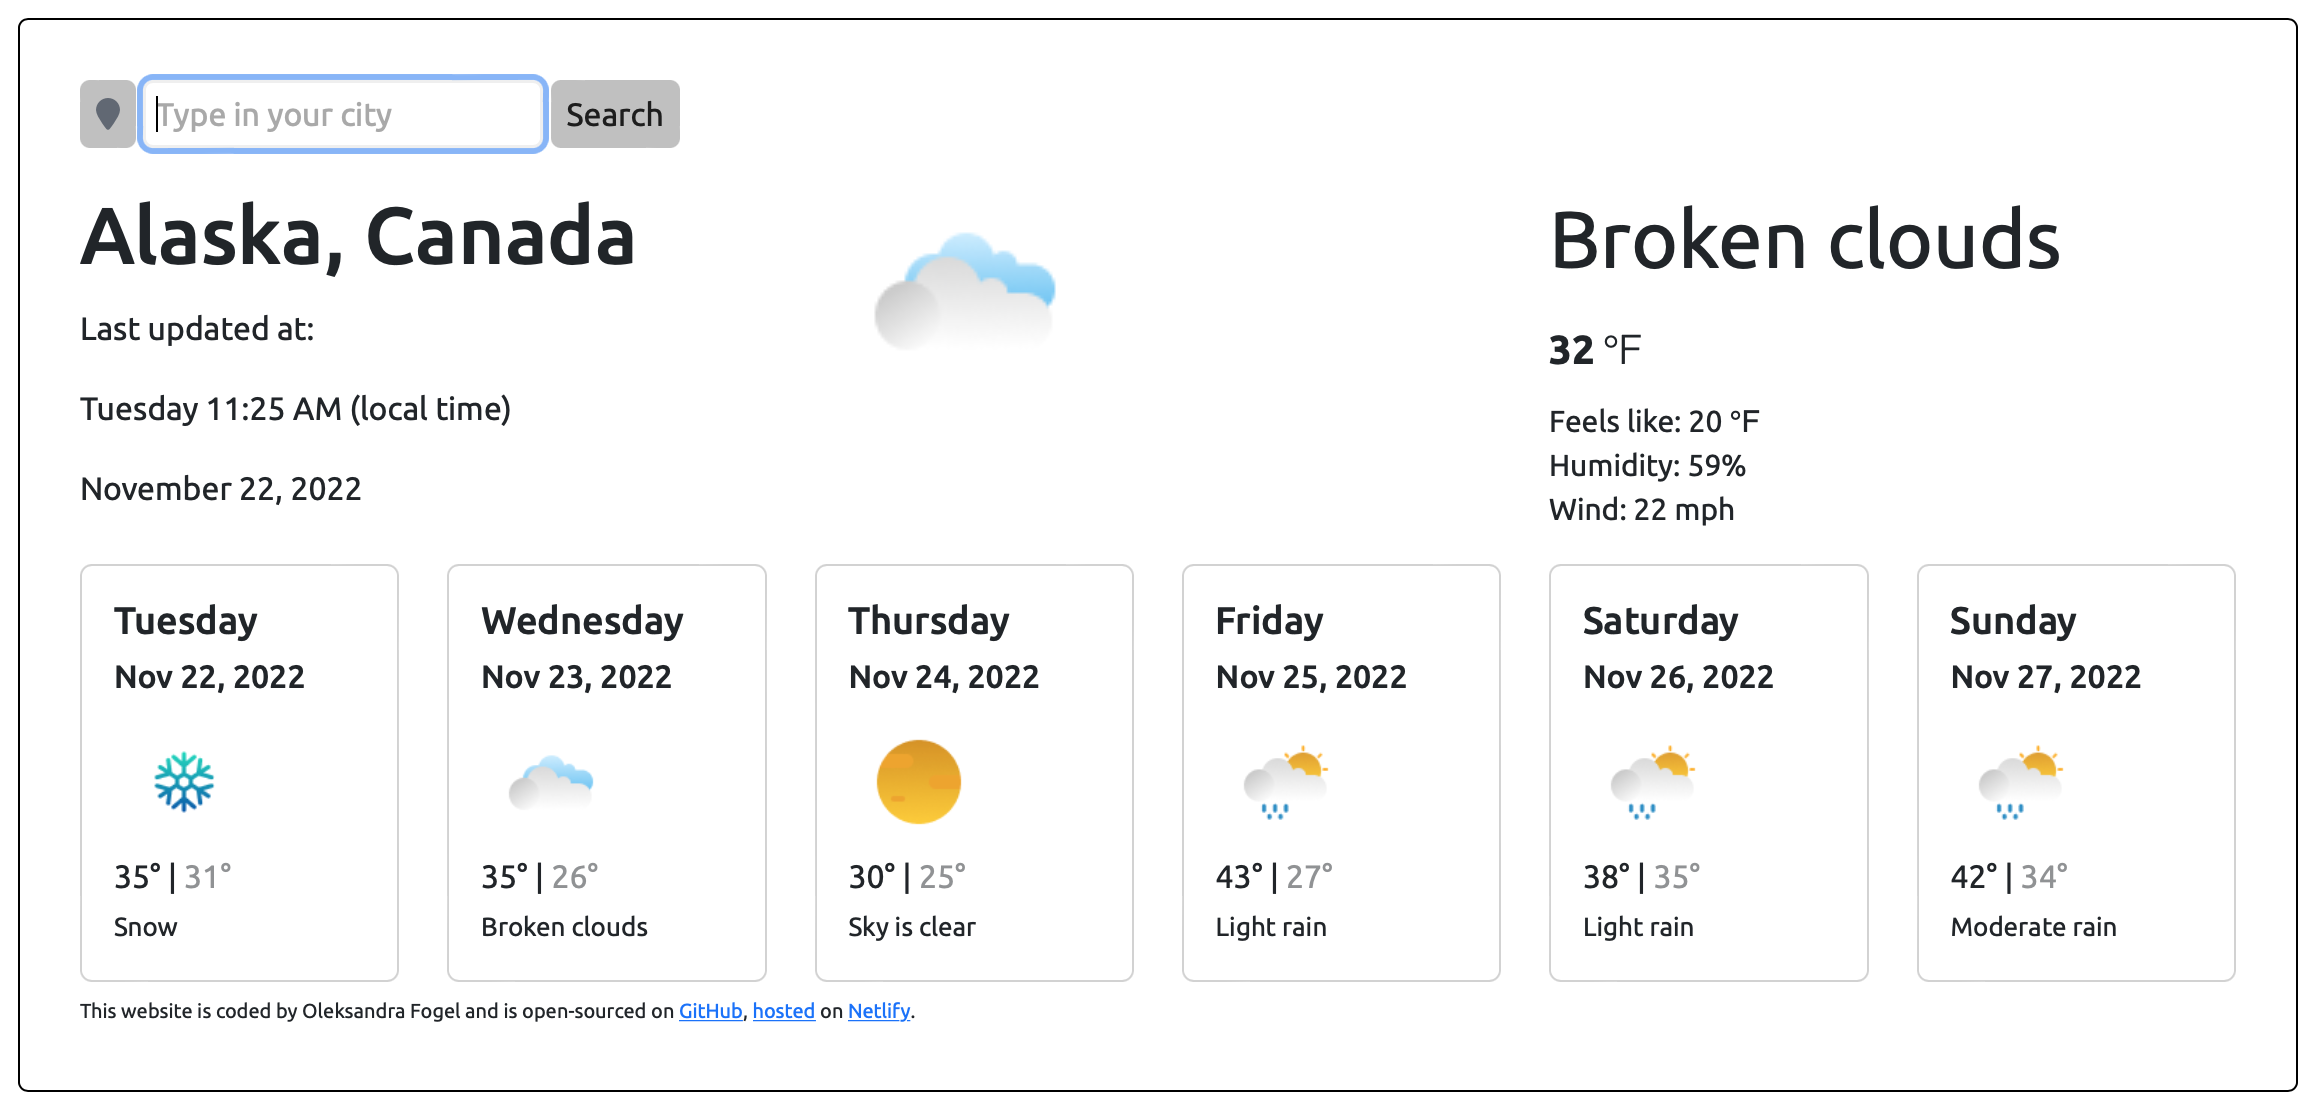 Type in your city
Search
Alaska, Canada
Last updated at:
Tuesday 11:25 AM (local time)
November 22, 2022
Broken clouds
32 °F
Feels like: 20 °F
Humidity: 59%
Wind: 22 mph
Tuesday
Nov 22, 2022
35° | 31°
Snow
Wednesday
Nov 23, 2022
35° | 26°
Broken clouds
Thursday
Nov 24, 2022
30° | 25°
Sky is clear
Friday
Nov 25, 2022
43° | 27°
Light rain
Saturday
Nov 26, 2022
38° | 35°
Light rain
Sunday
Nov 27, 2022
42° | 34°
Moderate rain
This website is coded by Oleksandra Fogel and is open-sourced on GitHub, hosted on Netlify.